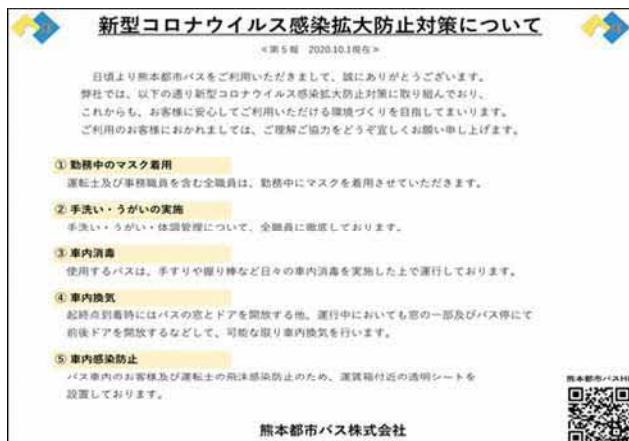 新型コロナウイルス感染拡大防止対策について
＜第5報 2020.10.1現在＞
日頃より熊本都市バスをご利用いただきまして、誠にありがとうございます。
弊社では、以下の通り新型コロナウイルス感染拡大防止対策に取り組んでおり、
これからも、お客様に安心してご利用いただける環境づくりを目指してまいります。
ご利用のお客様におかれましては、ご理解ご協力をどうぞ宜しくお願い申し上げます。
① 勤務中のマスク着用
運転士及び事務職員を含む全職員は、勤務中にマスクを着用させていただきます。
② 手洗い・うがいの実施
手洗い・うがい・体調管理について、全職員に徹底しております。
③ 車内消毒
使用するバスは、手すりや握り棒など日々の車内消毒を実施した上で運行しております。
④ 車内換気
起終点到着時にはバスの窓とドアを開放する他、運行中においても窓の一部及びバス停にて
前後ドアを開放するなどして、可能な限り車内換気を行います。
⑤ 車内感染防止
バス車内のお客様及び運転士の飛沫感染防止のため、運賃箱付近の透明シートを
設置しております。
熊本都市バスHP
熊本都市バス株式会社